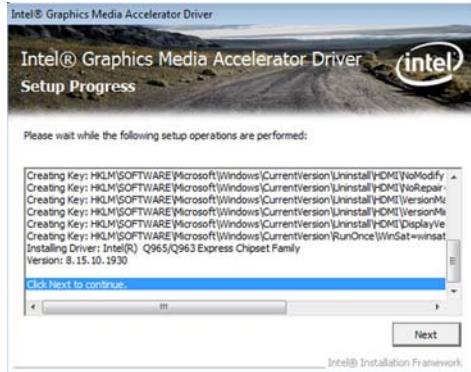 Intel® Graphics Media Accelerator Driver
Intel® Graphics Media Accelerator Driver
Setup Progress
intel
Please wait while the following setup operations are performed:
Creating Key: HKLM\SOFTWARE\Microsoft\Windows\CurrentVersion\Uninstall\HDMI\NoModify
Creating Key: HKLM\SOFTWARE\Microsoft\Windows\CurrentVersion\Uninstall\HDMI\NoRepair
Creating Key: HKLM\SOFTWARE\Microsoft\Windows\CurrentVersion\Uninstall\HDMI\VersionMa
Creating Key: HKLM\SOFTWARE\Microsoft\Windows\CurrentVersion\Uninstall\HDMI\VersionMi
Creating Key: HKLM\SOFTWARE\Microsoft\Windows\CurrentVersion\Uninstall\HDMI\DisplayVe
Creating Key: HKLM\SOFTWARE\Microsoft\Windows\CurrentVersion\RunOnce\WinSat=winsat
Installing Driver: Intel(R) Q965/Q963 Express Chipset Family
Version: 8.15.10.1930
Click Next to continue.
Next
Intel® Installation Framework